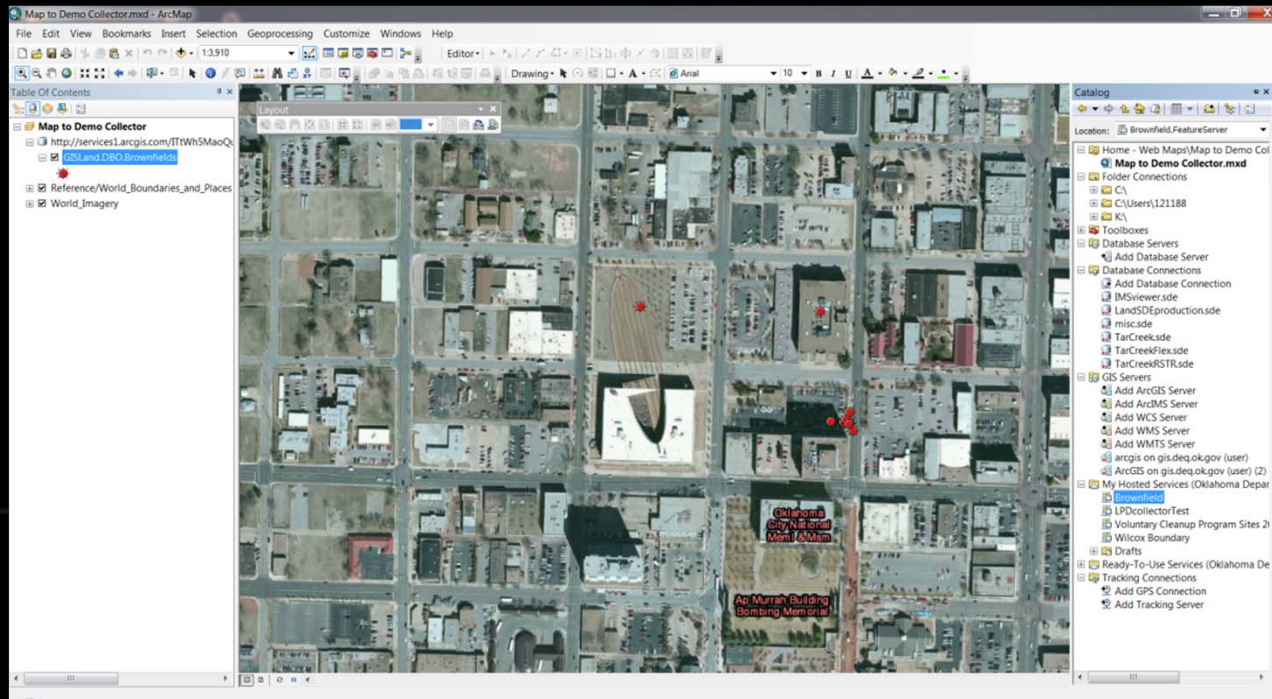 Map to Demo Collector.mxd - ArcMap
File Edit View Bookmarks Insert Selection Geoprocessing Customize Windows Help
1:3,910 Editor
Drawing A Arial 10 B I U A
Table Of Contents
Map to Demo Collector
http://services1.arcgis.com/ITtWh5MaoQ
GISLand.DBO.Brownfields
Reference/World_Boundaries_and_Places
World_Imagery
Layout
Oklahoma
City National
Meml & Msm
Ap Murrah Building
Bombing Memorial
Catalog
Location: Brownfield.FeatureServer
Home - Web Maps\Map to Demo Col
Map to Demo Collector.mxd
Folder Connections
C:\
C:\Users\121188
K:\
Toolboxes
Database Servers
Add Database Server
Database Connections
Add Database Connection
IMSviewer.sde
LandSDEproduction.sde
misc.sde
TarCreek.sde
TarCreekFlex.sde
TarCreekRSTR.sde
GIS Servers
Add ArcGIS Server
Add ArcIMS Server
Add WCS Server
Add WMS Server
Add WMTS Server
arcgis on gis.deq.ok.gov (user)
ArcGIS on gis.deq.ok.gov (user) (2)
My Hosted Services (Oklahoma Depar
Brownfield
LPDcollectorTest
Voluntary Cleanup Program Sites 2
Wilcox Boundary
Drafts
Ready-To-Use Services (Oklahoma De
Tracking Connections
Add GPS Connection
Add Tracking Server